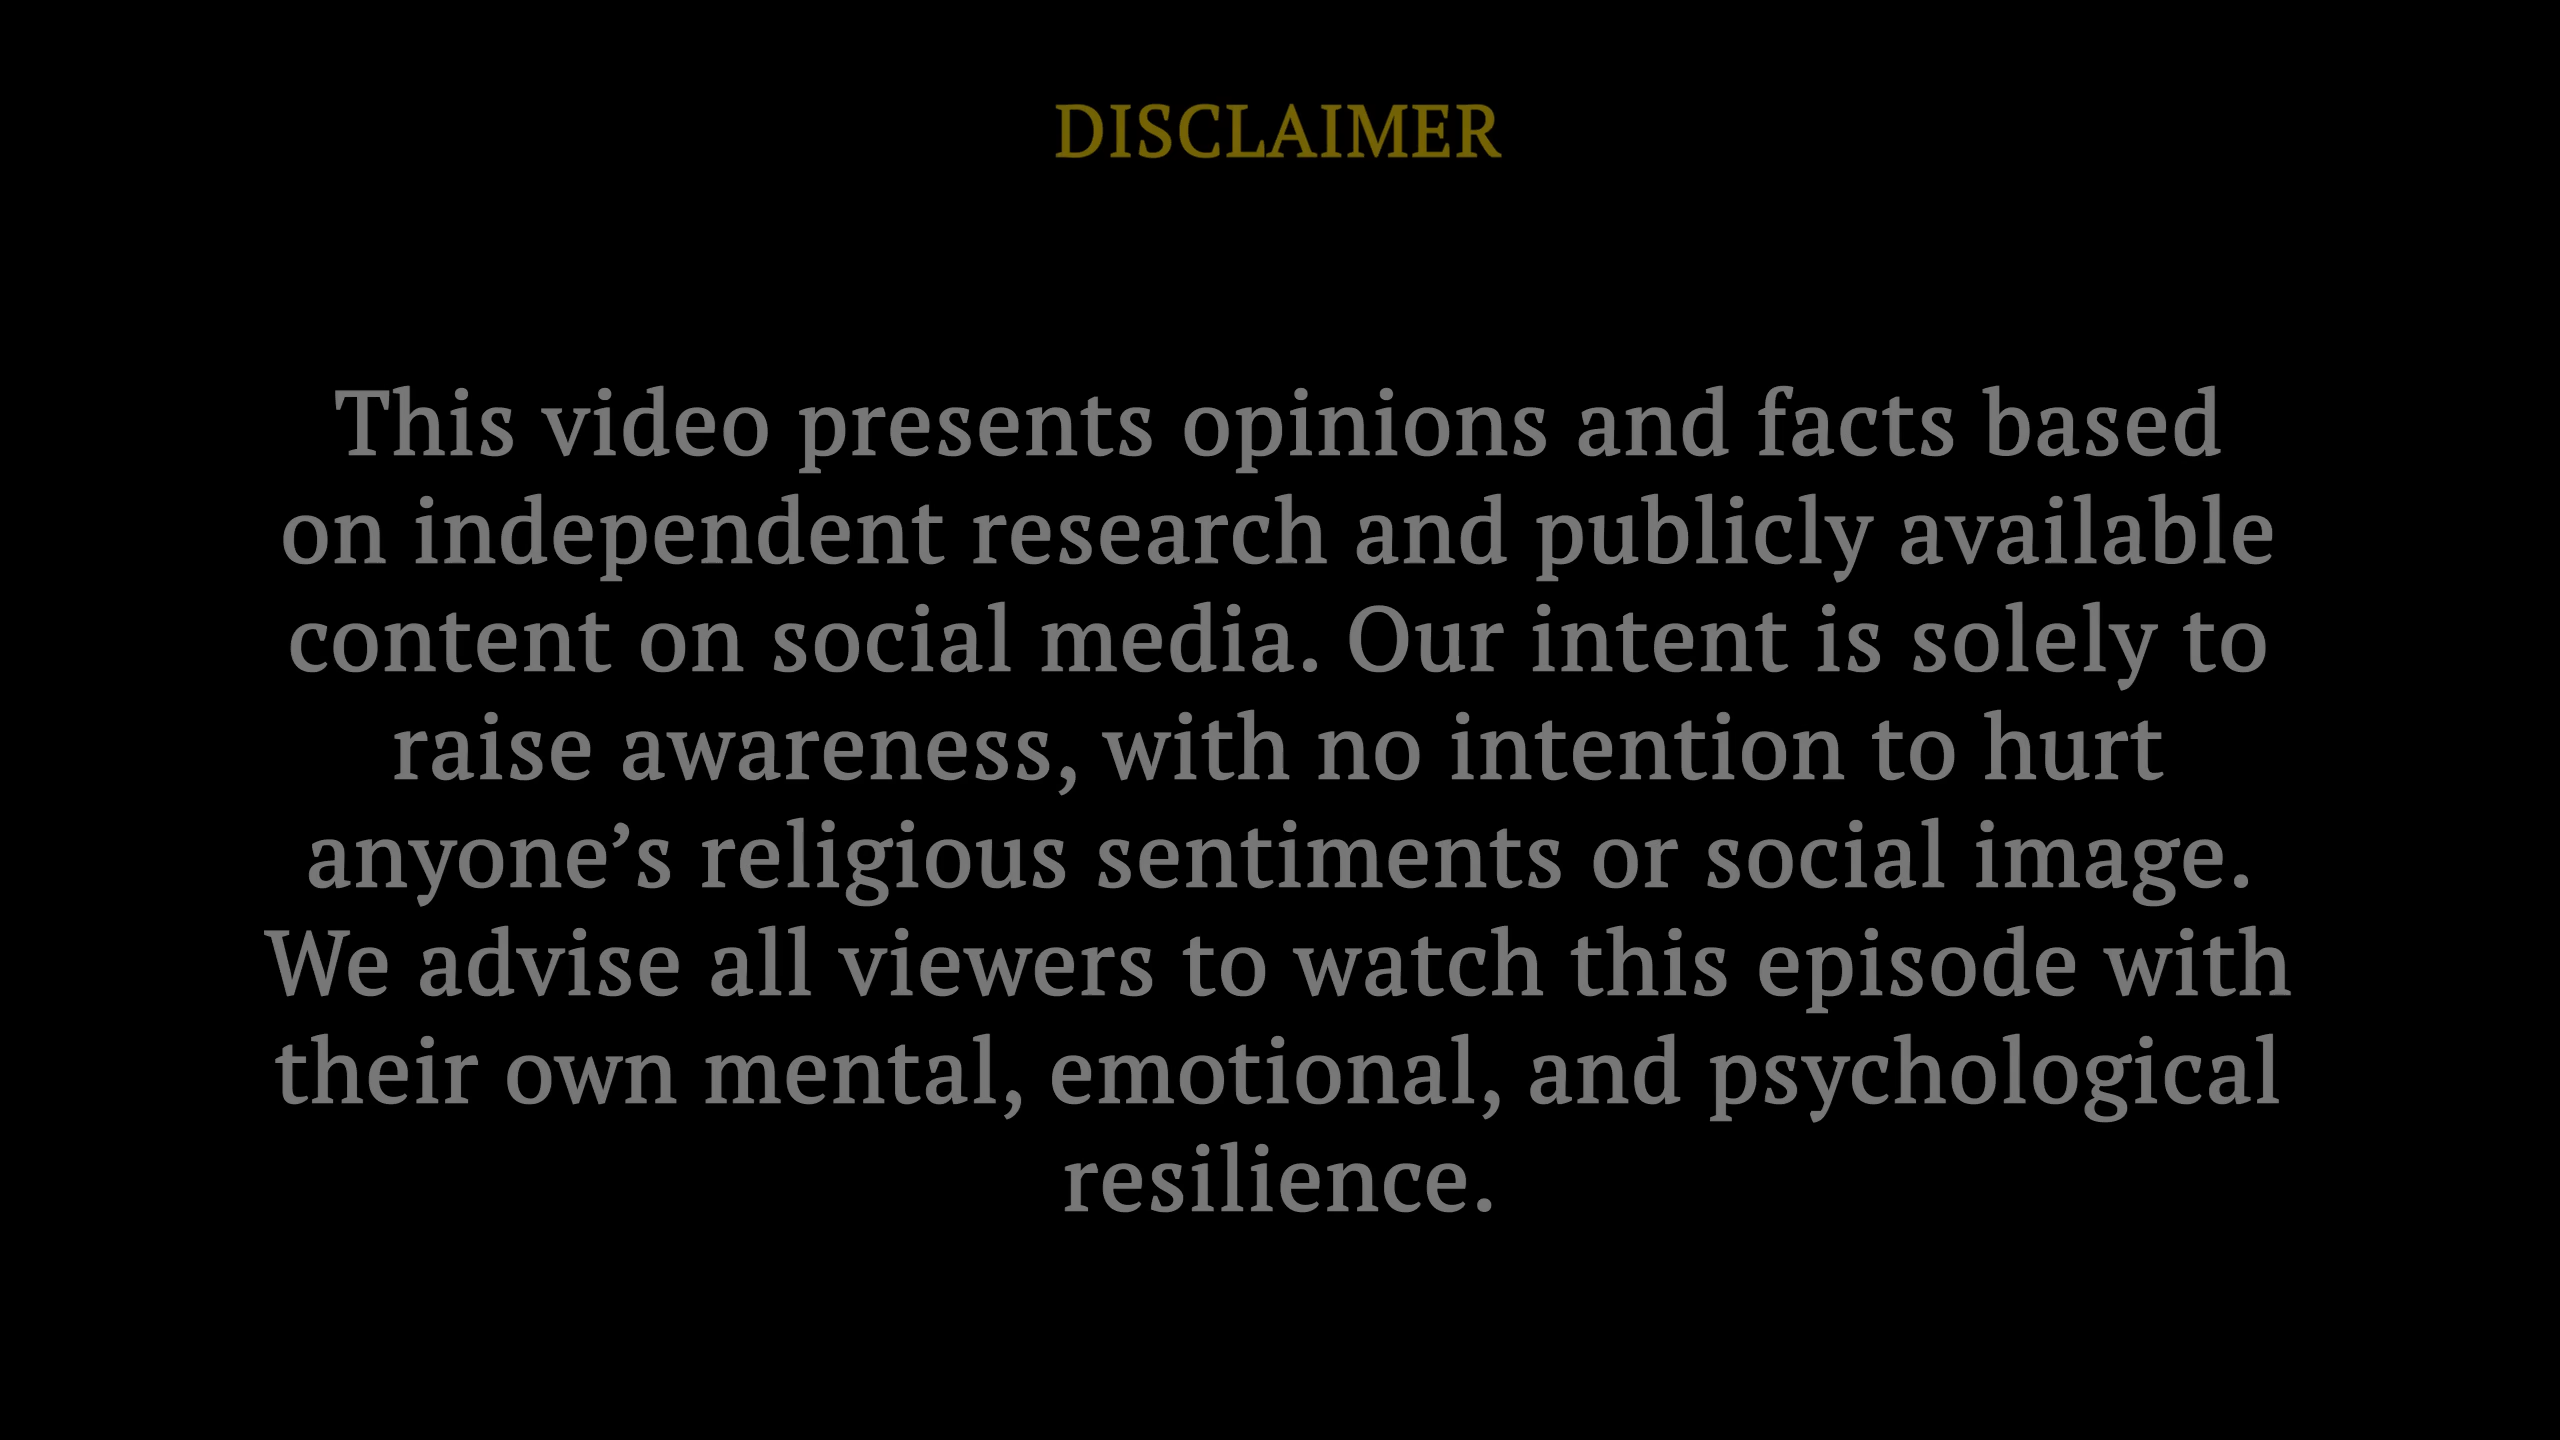 DISCLAIMER
This video presents opinions and facts based
on independent research and publicly available
content on social media. Our intent is solely to
raise awareness, with no intention to hurt
anyone’s religious sentiments or social image.
We advise all viewers to watch this episode with
their own mental, emotional, and psychological
resilience.